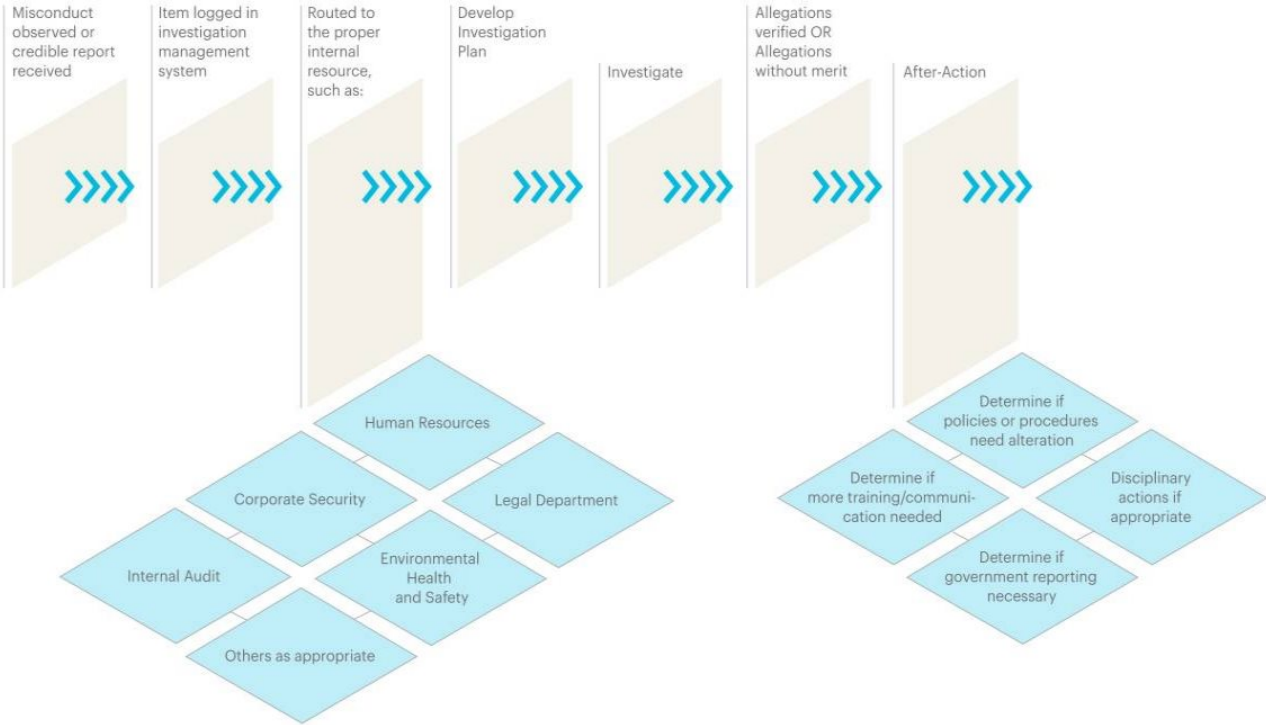 Misconduct
observed or
credible report
received
Item logged in
investigation
management
system
Routed to
the proper
internal
resource,
such as:
Develop
Investigation
Plan
Investigate
Allegations
verified OR
Allegations
without merit
After-Action
Human Resources
Corporate Security
Legal Department
Internal Audit
Environmental
Health
and Safety
Others as appropriate
Determine if
policies or procedures
need alteration
Determine if
more training/communi-
cation needed
Disciplinary
actions if
appropriate
Determine if
government reporting
necessary